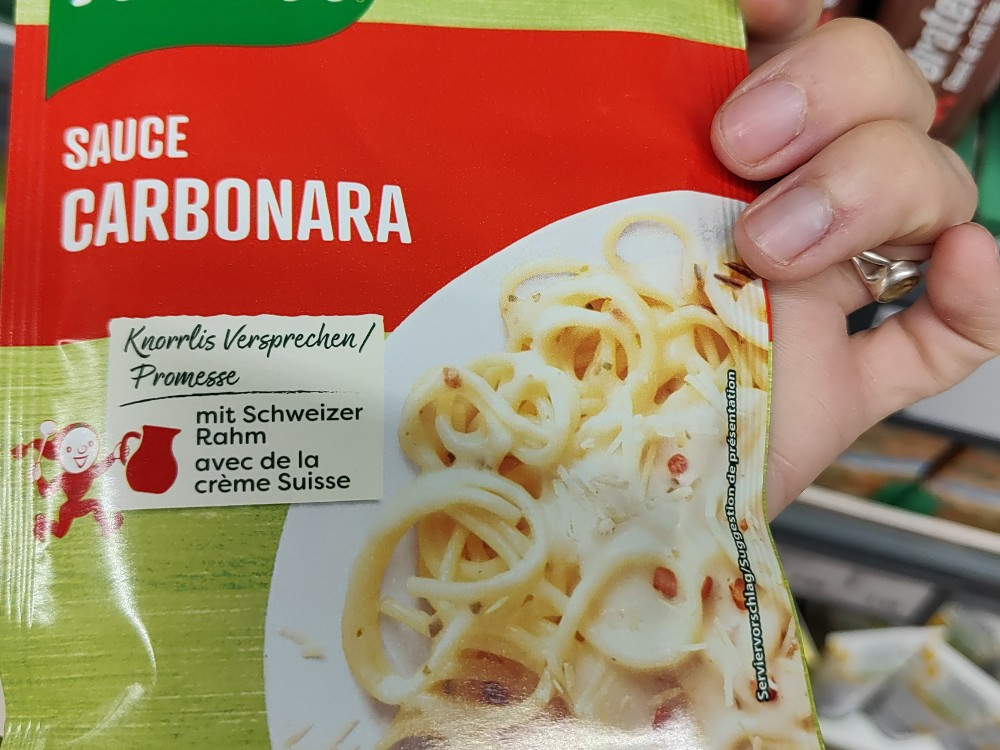 SAUCE
CARBONARA
Knorrlis Versprechen/
Promesse
mit Schweizer
Rahm
avec de la
crème Suisse
Serviervorschlag/Suggestion de présentation